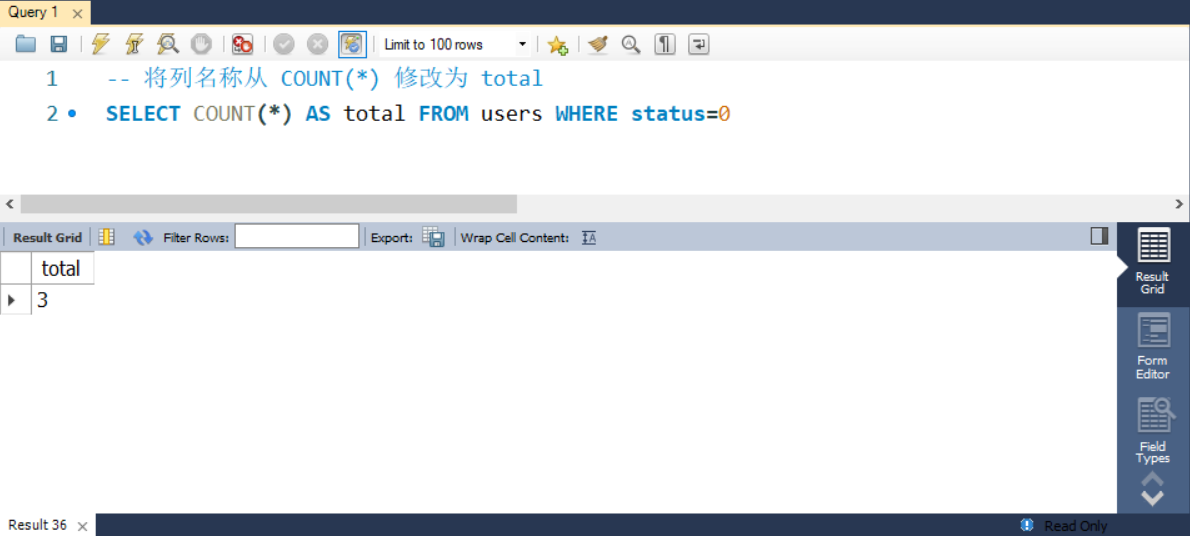 Query 1
Limit to 100 rows
1 -- 将列名称从 COUNT(*) 修改为 total
2 SELECT COUNT(*) AS total FROM users WHERE status=0
Result Grid Filter Rows: Export: Wrap Cell Content: IA
total
3
Result
Grid
Form
Editor
Field
Types
Result 36
Read Only